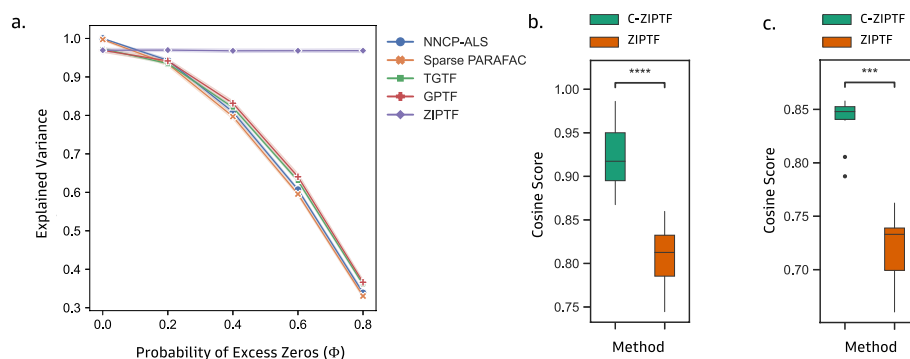 a.
1.0
0.9
0.8
0.7
0.6
0.5
0.4
0.3
Explained Variance
0.0 0.2 0.4 0.6 0.8
Probability of Excess Zeros (Φ)
NNCP-ALS
Sparse PARAFAC
TGTF
GPTF
ZIPTF
b.
C-ZIPTF
ZIPTF
****
1.00
0.95
0.90
0.85
0.80
0.75
Cosine Score
Method
c.
C-ZIPTF
ZIPTF
***
0.85
0.80
0.75
0.70
Cosine Score
Method